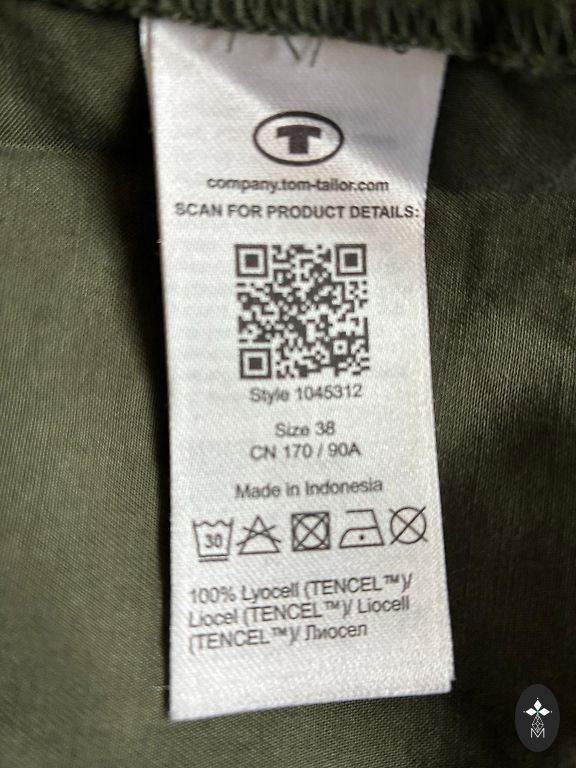 T
company.tom-tailor.com
SCAN FOR PRODUCT DETAILS:
Style 1045312
Size 38
CN 170 / 90A
Made in Indonesia
30
100% Lyocell (TENCEL™)/
Liocel (TENCEL™)/ Liocell
(TENCEL™)/ Лиосел
M